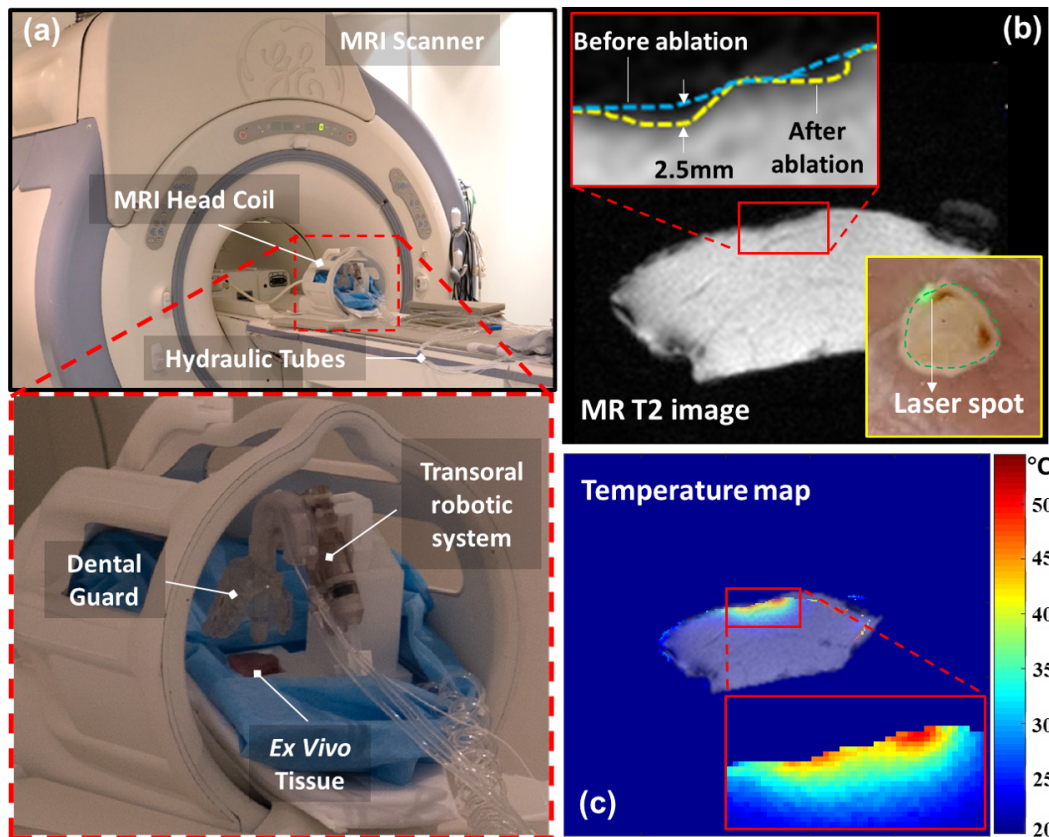 (a)
MRI Scanner
MRI Head Coil
Hydraulic Tubes
Transoral
robotic
system
Dental
Guard
Ex Vivo
Tissue
(b)
Before ablation
After
ablation
2.5mm
MR T2 image
Laser spot
Temperature map
(c)
°C
50
45
40
35
30
25
20